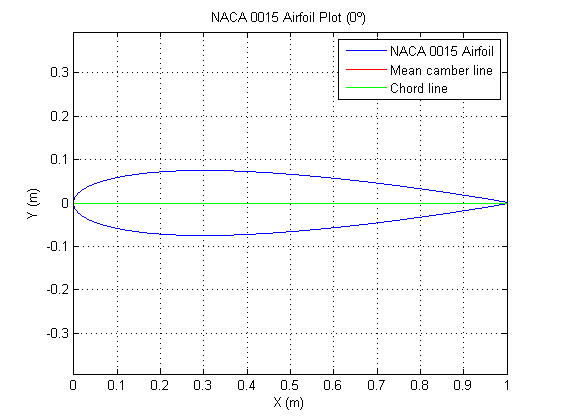 NACA 0015 Airfoil Plot (0º)
NACA 0015 Airfoil
Mean camber line
Chord line
0.3
0.2
0.1
0
-0.1
-0.2
-0.3
Y (m)
0 0.1 0.2 0.3 0.4 0.5 0.6 0.7 0.8 0.9 1
X (m)